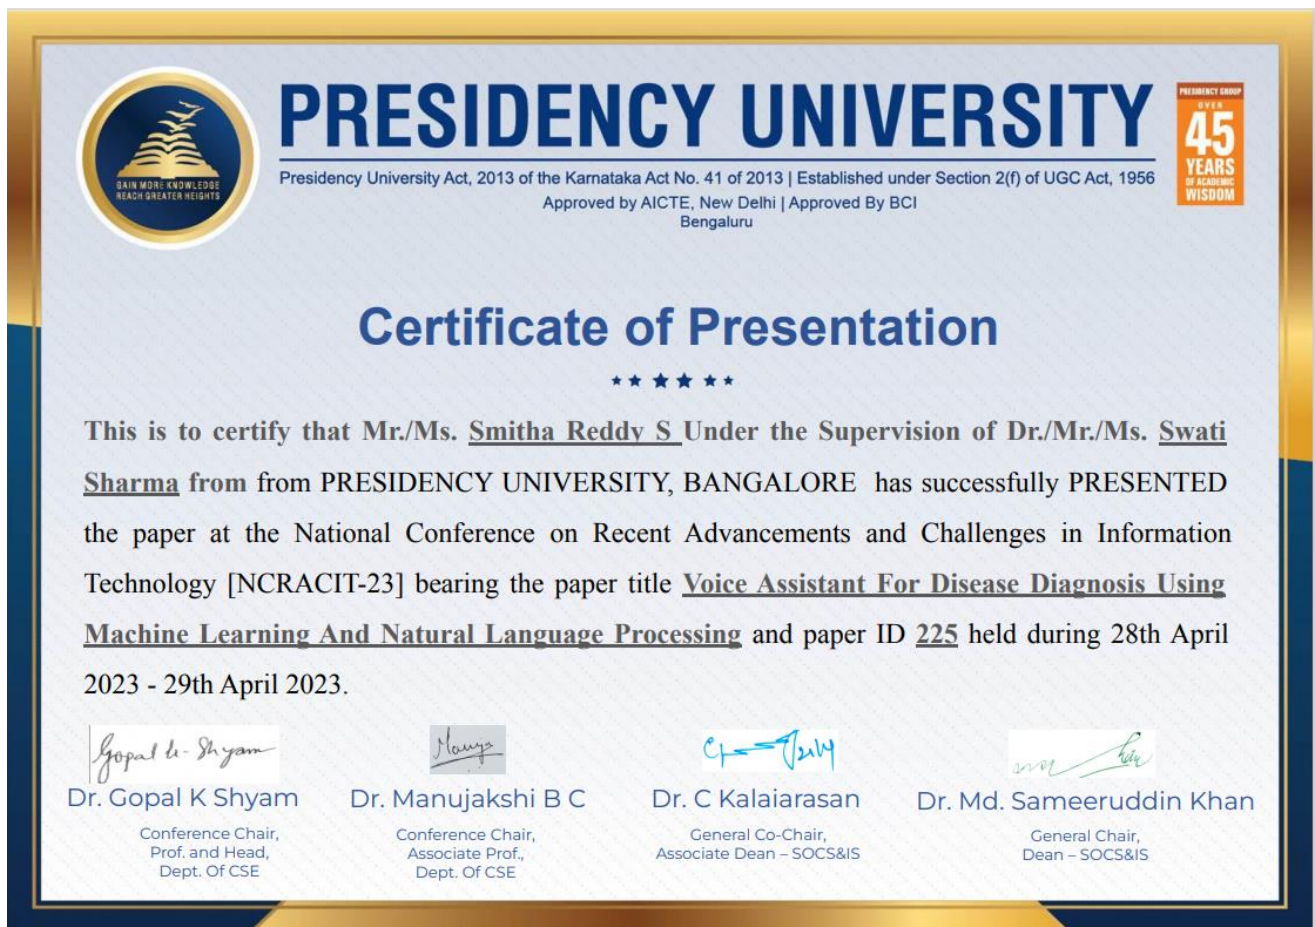 GAIN MORE KNOWLEDGE
REACH GREATER HEIGHTS
PRESIDENCY UNIVERSITY
Presidency University Act, 2013 of the Karnataka Act No. 41 of 2013 | Established under Section 2(f) of UGC Act, 1956
Approved by AICTE, New Delhi | Approved By BCI
Bengaluru
PRESIDENCY GROUP
OVER
45
YEARS
OF ACADEMIC
WISDOM
Certificate of Presentation
This is to certify that Mr./Ms. Smitha Reddy S Under the Supervision of Dr./Mr./Ms. Swati
Sharma from from PRESIDENCY UNIVERSITY, BANGALORE has successfully PRESENTED
the paper at the National Conference on Recent Advancements and Challenges in Information
Technology [NCRACIT-23] bearing the paper title Voice Assistant For Disease Diagnosis Using
Machine Learning And Natural Language Processing and paper ID 225 held during 28th April
2023 - 29th April 2023.
Gopal K Shyam
Manuja
Dr. Gopal K Shyam
Conference Chair,
Prof. and Head,
Dept. Of CSE
Dr. Manujakshi B C
Conference Chair,
Associate Prof.,
Dept. Of CSE
Dr. C Kalaiarasan
General Co-Chair,
Associate Dean – SOCS&IS
Dr. Md. Sameeruddin Khan
General Chair,
Dean – SOCS&IS